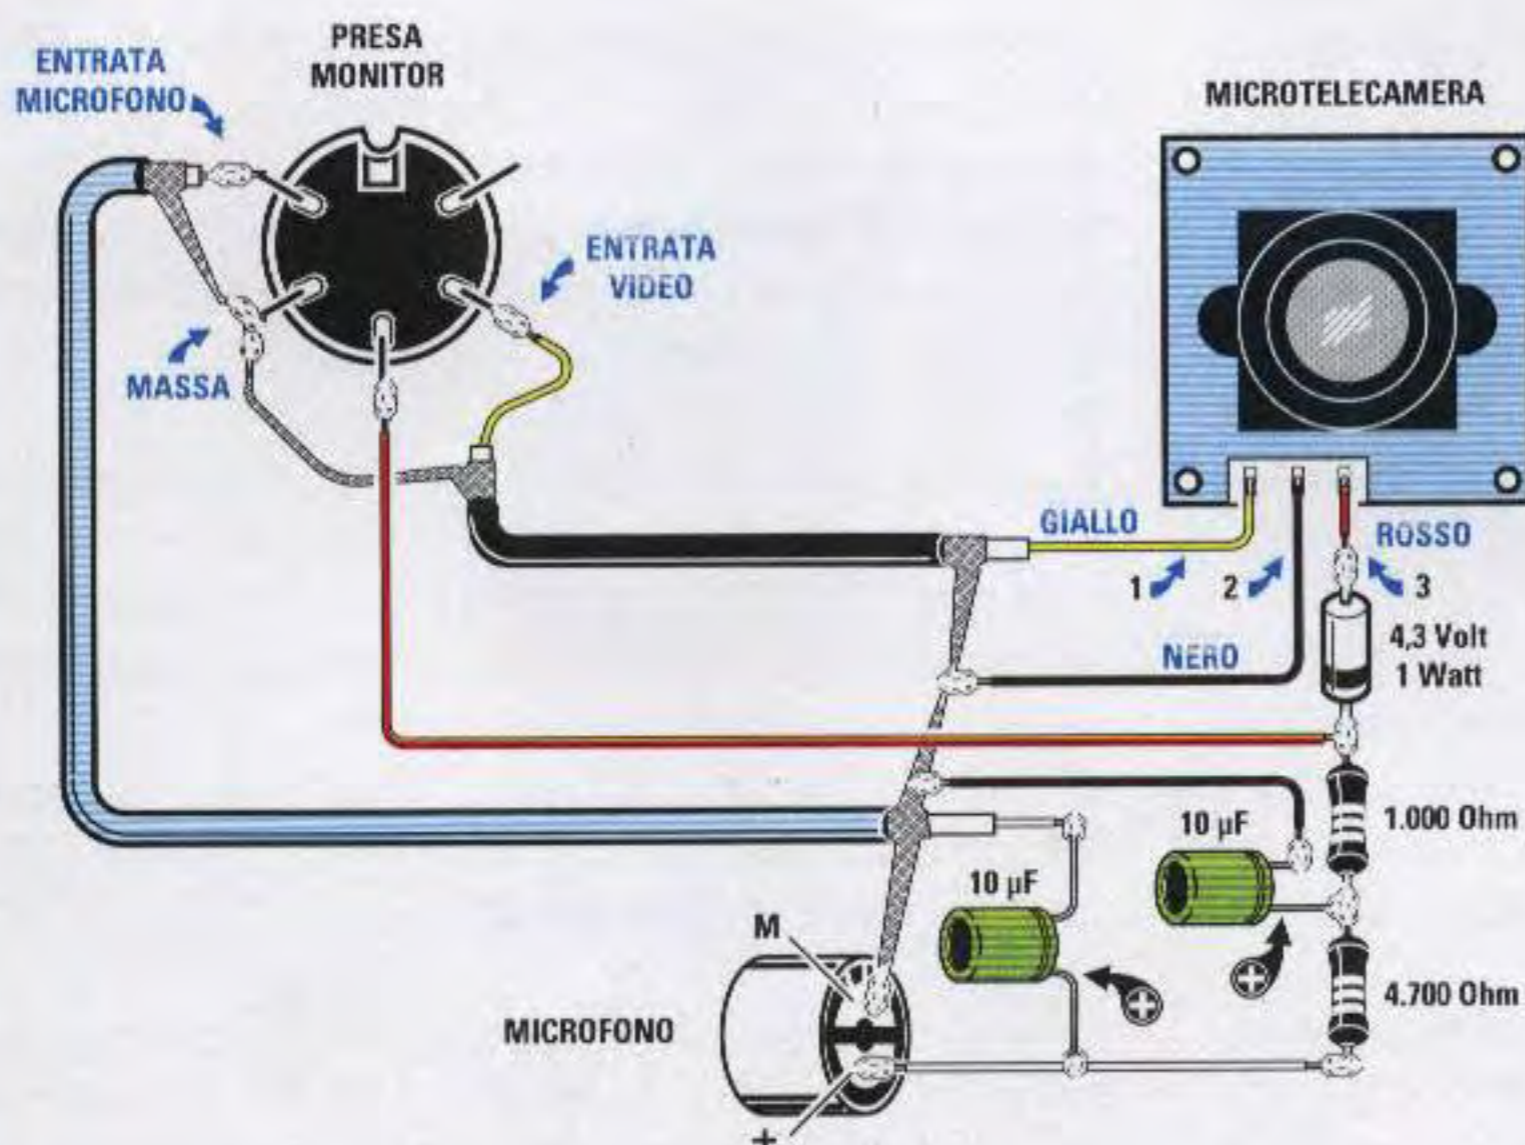 PRESA
MONITOR
ENTRATA
MICROFONO
MICROTELECAMERA
ENTRATA
VIDEO
MASSA
GIALLO
ROSSO
1
2
3
4,3 Volt
1 Watt
NERO
1.000 Ohm
10 µF
10 µF
M
4.700 Ohm
MICROFONO
+